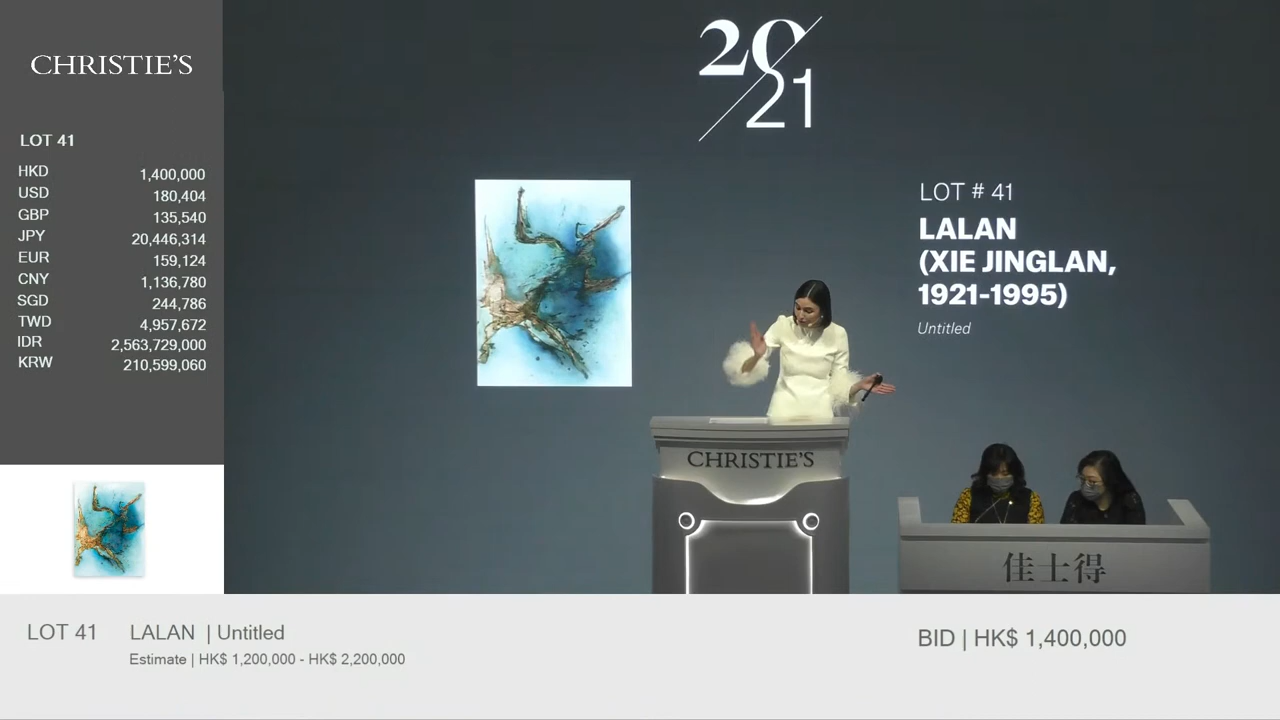 CHRISTIE'S
LOT 41
HKD 1,400,000
USD 180,404
GBP 135,540
JPY 20,446,314
EUR 159,124
CNY 1,136,780
SGD 244,786
TWD 4,957,672
IDR 2,563,729,000
KRW 210,599,060
20
21
LOT # 41
LALAN
(XIE JINGLAN,
1921-1995)
Untitled
CHRISTIE'S
佳士得
LOT 41 LALAN | Untitled
Estimate | HK$ 1,200,000 - HK$ 2,200,000
BID | HK$ 1,400,000